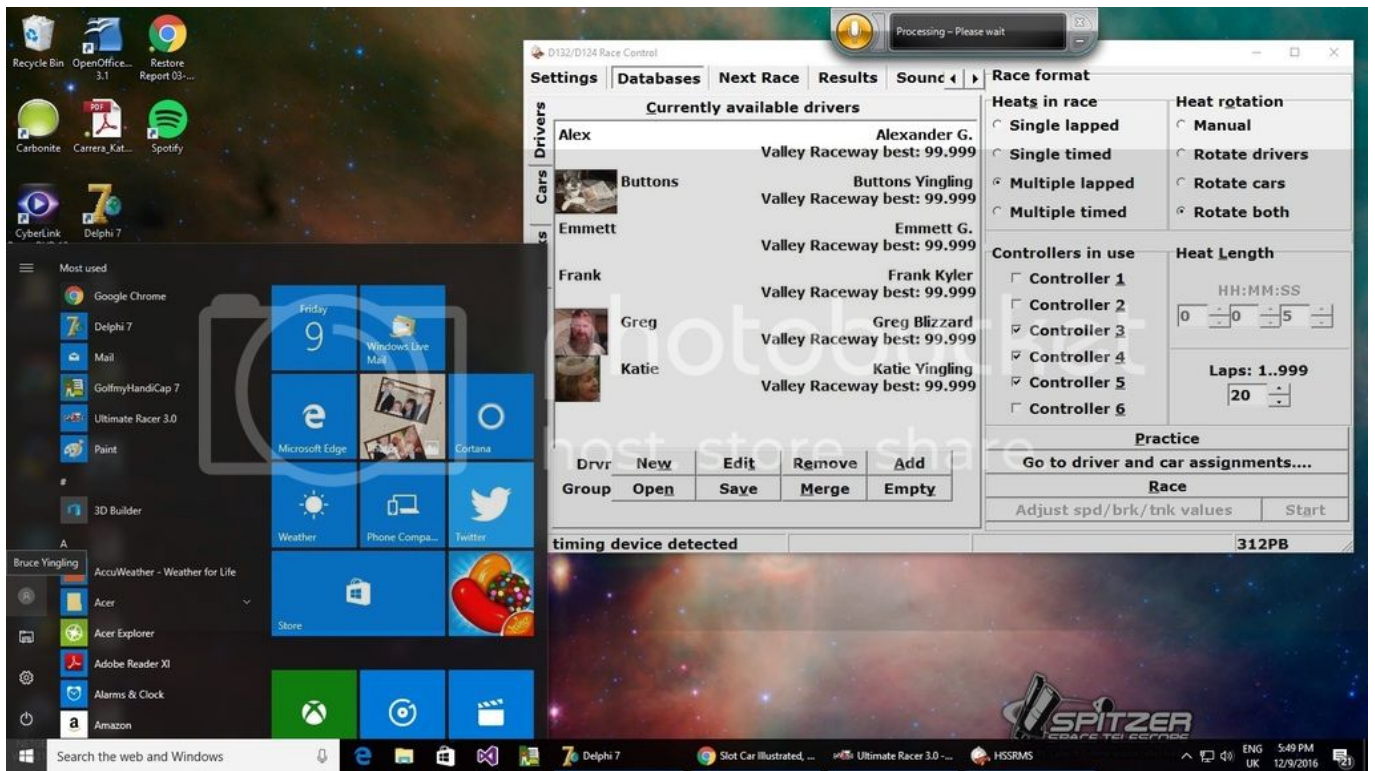 Recycle Bin
OpenOffice...
3.1
Restore
Report 03-...
Carbonite
Carrera_Kat...
Spotify
CyberLink
Delphi 7
Processing – Please wait
D132/D124 Race Control
Settings Databases Next Race Results Sound
Drivers
Cars
Currently available drivers
Alex Alexander G.
Valley Raceway best: 99.999
Buttons Buttons Yingling
Valley Raceway best: 99.999
Emmett Emmett G.
Valley Raceway best: 99.999
Frank Frank Kyler
Valley Raceway best: 99.999
Greg Greg Blizzard
Valley Raceway best: 99.999
Katie Katie Yingling
Valley Raceway best: 99.999
Drvr New Edit Remove Add
Group Open Save Merge Empty
timing device detected
312PB
Race format
Heats in race
Single lapped
Single timed
Multiple lapped
Multiple timed
Heat rotation
Manual
Rotate drivers
Rotate cars
Rotate both
Controllers in use
Controller 1
Controller 2
Controller 3
Controller 4
Controller 5
Controller 6
Heat Length
HH:MM:SS
0 0 5
Laps: 1..999
20
Practice
Go to driver and car assignments....
Race
Adjust spd/brk/tnk values Start
photobucket
host. store. share
Most used
Google Chrome
Delphi 7
Mail
GolfmyHandiCap 7
Ultimate Racer 3.0
Paint
#
3D Builder
A
Bruce Yingling
AccuWeather - Weather for Life
Acer
Acer Explorer
Adobe Reader XI
Alarms & Clock
Amazon
Friday
9
Windows Live
Mail
Microsoft Edge
Cortana
Weather
Phone Compa...
Twitter
Store
SPITZER
SPACE TELESCOPE
Search the web and Windows
Delphi 7
Slot Car Illustrated, ...
Ultimate Racer 3.0 -...
HSSRMS
ENG
UK
5:49 PM
12/9/2016
21